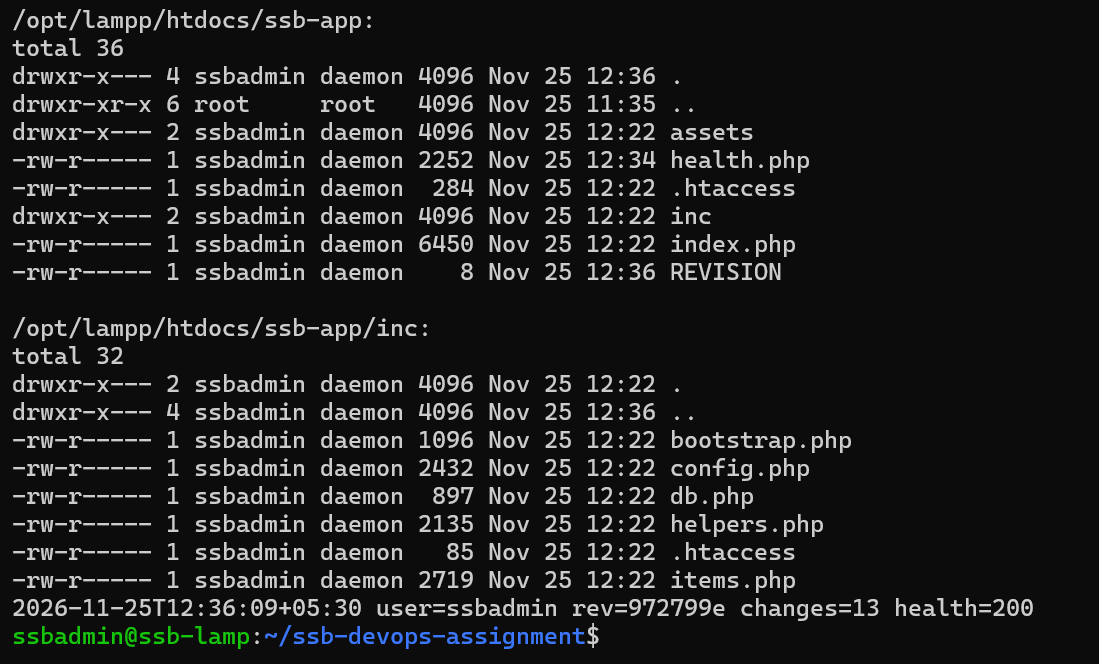 /opt/lampp/htdocs/ssb-app:
total 36
drwxr-x--- 4 ssbadmin daemon 4096 Nov 25 12:36 .
drwxr-xr-x 6 root     root   4096 Nov 25 11:35 ..
drwxr-x--- 2 ssbadmin daemon 4096 Nov 25 12:22 assets
-rw-r----- 1 ssbadmin daemon 2252 Nov 25 12:34 health.php
-rw-r----- 1 ssbadmin daemon  284 Nov 25 12:22 .htaccess
drwxr-x--- 2 ssbadmin daemon 4096 Nov 25 12:22 inc
-rw-r----- 1 ssbadmin daemon 6450 Nov 25 12:22 index.php
-rw-r----- 1 ssbadmin daemon    8 Nov 25 12:36 REVISION

/opt/lampp/htdocs/ssb-app/inc:
total 32
drwxr-x--- 2 ssbadmin daemon 4096 Nov 25 12:22 .
drwxr-x--- 4 ssbadmin daemon 4096 Nov 25 12:36 ..
-rw-r----- 1 ssbadmin daemon 1096 Nov 25 12:22 bootstrap.php
-rw-r----- 1 ssbadmin daemon 2432 Nov 25 12:22 config.php
-rw-r----- 1 ssbadmin daemon  897 Nov 25 12:22 db.php
-rw-r----- 1 ssbadmin daemon 2135 Nov 25 12:22 helpers.php
-rw-r----- 1 ssbadmin daemon   85 Nov 25 12:22 .htaccess
-rw-r----- 1 ssbadmin daemon 2719 Nov 25 12:22 items.php
2026-11-25T12:36:09+05:30 user=ssbadmin rev=972799e changes=13 health=200
ssbadmin@ssb-lamp:~/ssb-devops-assignment$